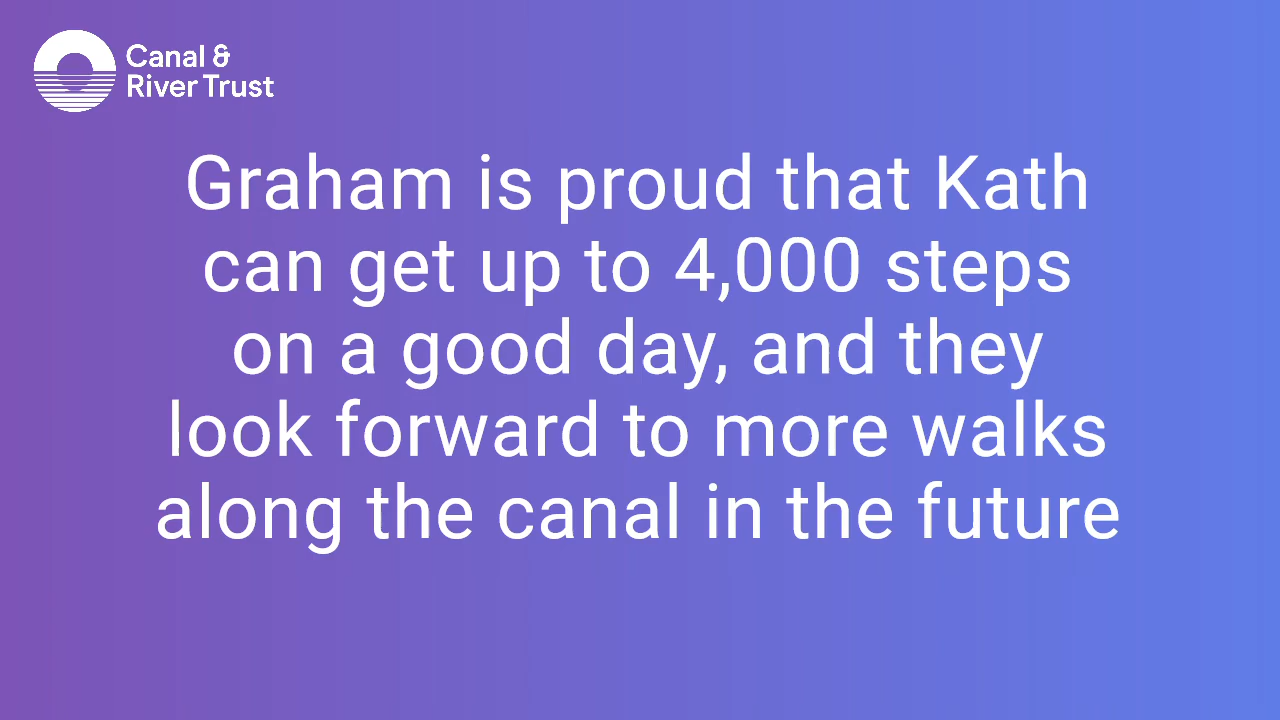 Canal &
River Trust
Graham is proud that Kath
can get up to 4,000 steps
on a good day, and they
look forward to more walks
along the canal in the future